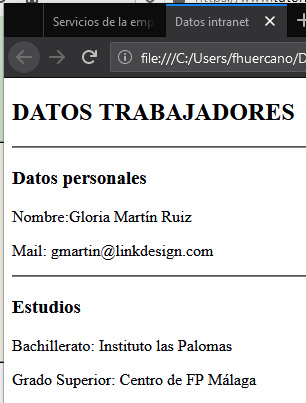 Servicios de la emp
Datos intranet
file:///C:/Users/fhuercano/D
DATOS TRABAJADORES
Datos personales
Nombre:Gloria Martín Ruiz
Mail: gmartin@linkdesign.com
Estudios
Bachillerato: Instituto las Palomas
Grado Superior: Centro de FP Málaga